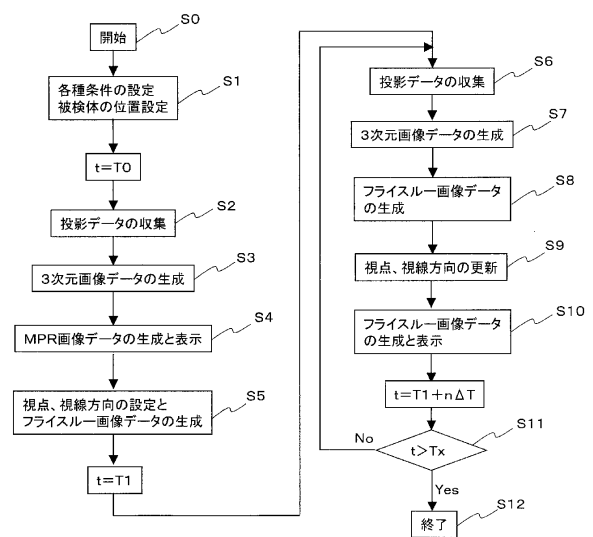 開始
S0
各種条件の設定
被検体の位置設定
S1
t=T0
投影データの収集
S2
3次元画像データの生成
S3
MPR画像データの生成と表示
S4
視点、視線方向の設定と
フライスルー画像データの生成
S5
t=T1
投影データの収集
S6
3次元画像データの生成
S7
フライスルー画像データ
の生成
S8
視点、視線方向の更新
S9
フライスルー画像データ
の生成と表示
S10
t=T1+nΔT
t>Tx
S11
No
Yes
終了
S12